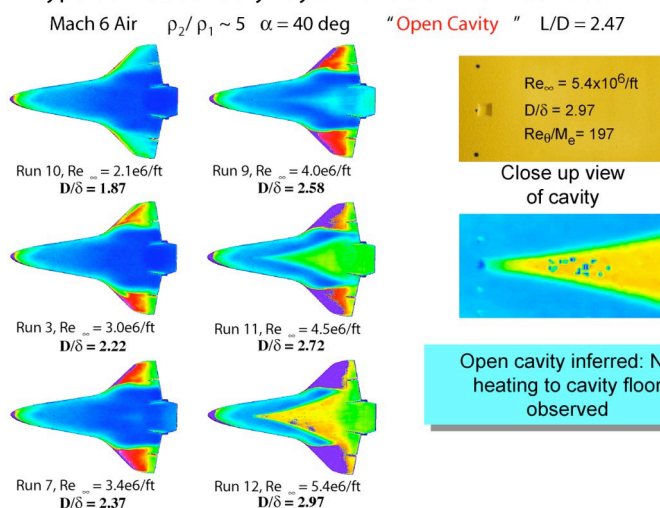 Mach 6 Air ρ2/ ρ1 ~ 5 α = 40 deg “Open Cavity ” L/D = 2.47
Run 10, Re ∞ = 2.1e6/ft
D/δ = 1.87
Run 9, Re ∞ = 4.0e6/ft
D/δ = 2.58
Run 3, Re ∞ = 3.0e6/ft
D/δ = 2.22
Run 11, Re ∞ = 4.5e6/ft
D/δ = 2.72
Run 7, Re ∞ = 3.4e6/ft
D/δ = 2.37
Run 12, Re ∞ = 5.4e6/ft
D/δ = 2.97
Re∞ = 5.4x10⁶/ft
D/δ = 2.97
Reθ/Me= 197
Close up view
of cavity
Open cavity inferred: N
heating to cavity floor
observed